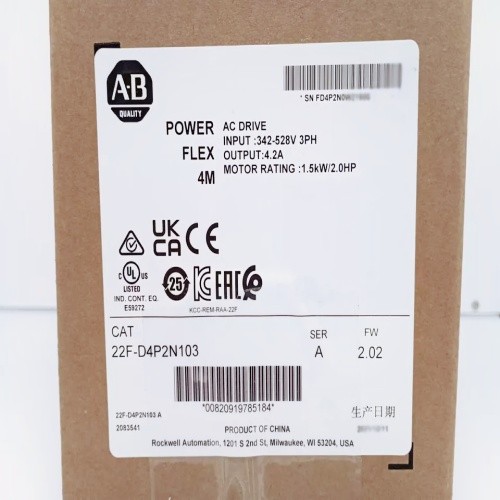 A-B
QUALITY
* SN FD4P2N0
POWER FLEX 4M
AC DRIVE
INPUT :342-528V 3PH
OUTPUT:4.2A
MOTOR RATING :1.5kW/2.0HP
UK CA CE
C UL US
LISTED
IND. CONT. EQ.
E59272
25
EAC
KCC-REM-RAA-22F
CAT
22F-D4P2N103
SER
A
FW
2.02
22F-D4P2N103 A
2083541
*00820919785184*
生产日期
PRODUCT OF CHINA
Rockwell Automation, 1201 S 2nd St, Milwaukee, WI 53204, USA